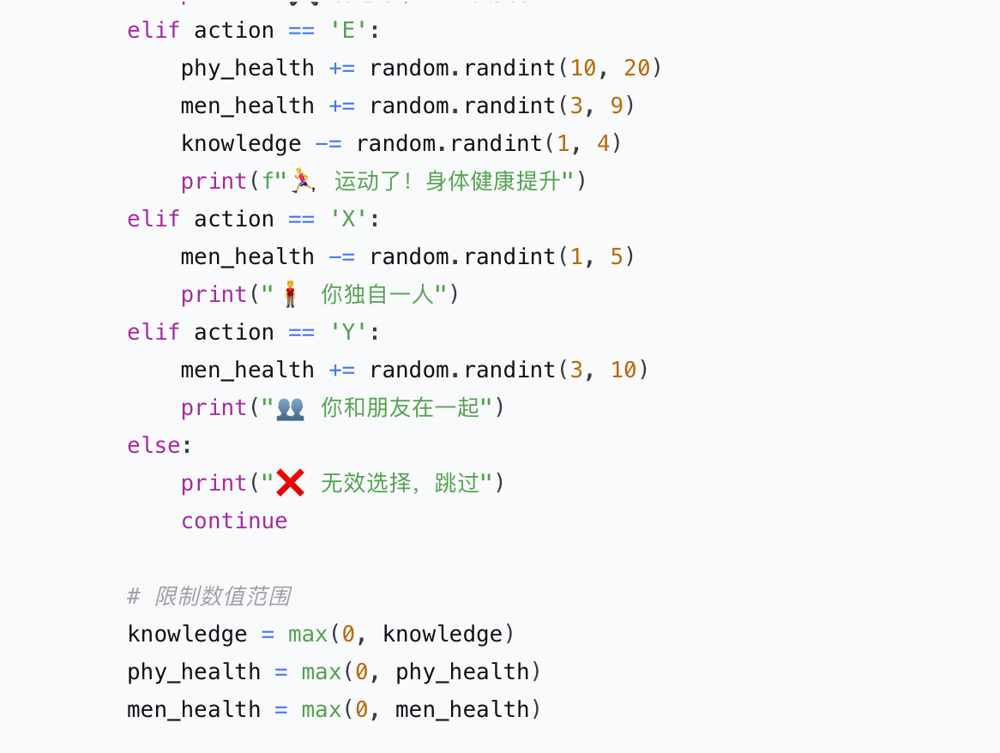 elif action == 'E':
phy_health += random.randint(10, 20)
men_health += random.randint(3, 9)
knowledge -= random.randint(1, 4)
print(f"🏃 运动了！身体健康提升")
elif action == 'X':
men_health -= random.randint(1, 5)
print("🧍 你独自一人")
elif action == 'Y':
men_health += random.randint(3, 10)
print("👥 你和朋友在一起")
else:
print("❌ 无效选择，跳过")
continue
# 限制数值范围
knowledge = max(0, knowledge)
phy_health = max(0, phy_health)
men_health = max(0, men_health)